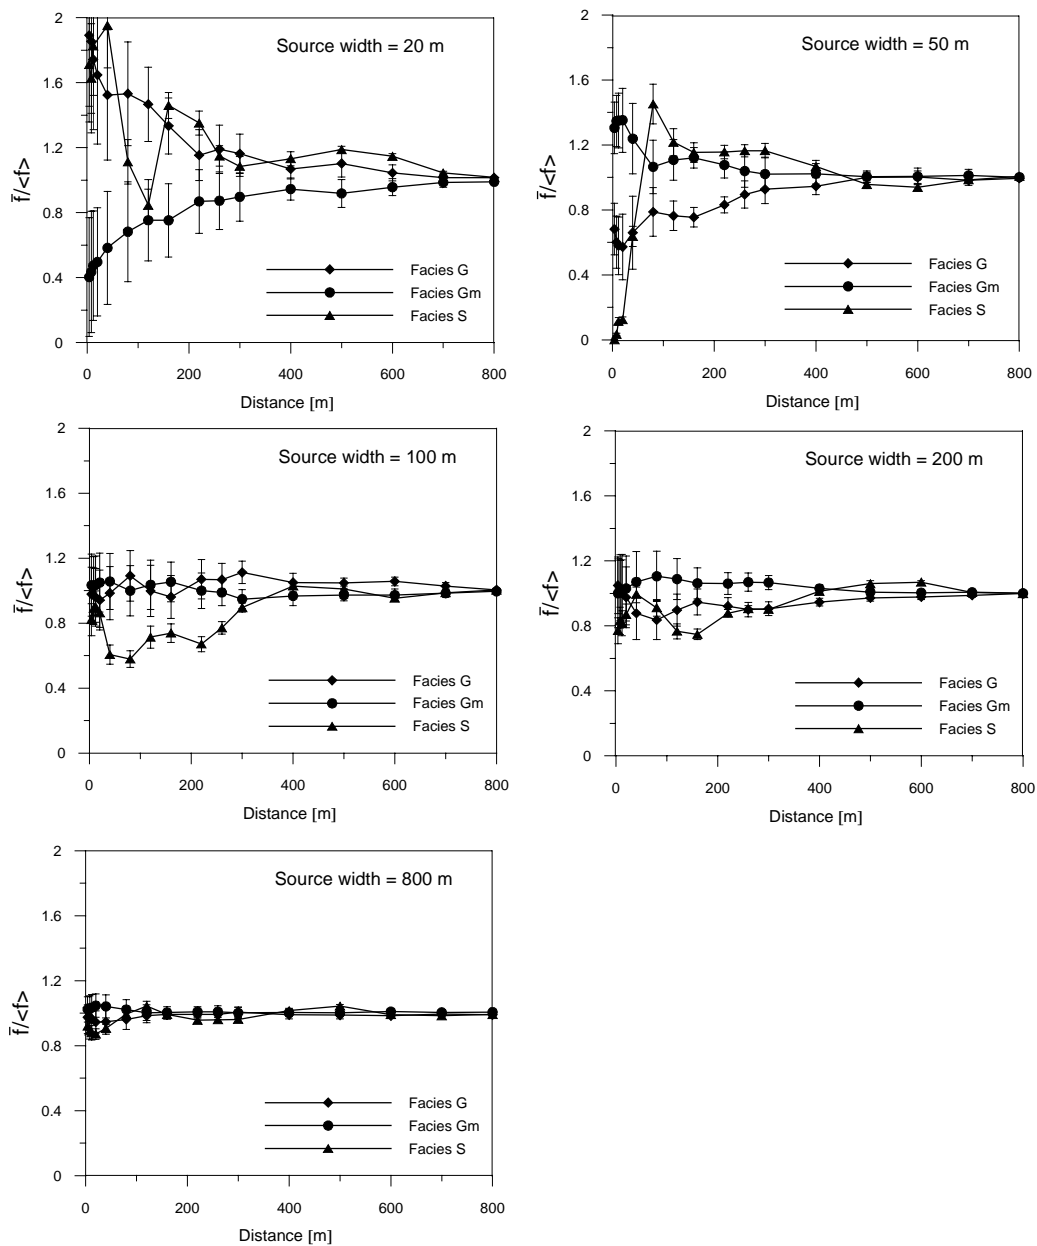 Source width = 20 m
2
1.6
1.2
0.8
0.4
0
f̄/<f>
Facies G
Facies Gm
Facies S
0 200 400 600 800
Distance [m]
Source width = 50 m
2
1.6
1.2
0.8
0.4
0
f̄/<f>
Facies G
Facies Gm
Facies S
0 200 400 600 800
Distance [m]
Source width = 100 m
2
1.6
1.2
0.8
0.4
0
f̄/<f>
Facies G
Facies Gm
Facies S
0 200 400 600 800
Distance [m]
Source width = 200 m
2
1.6
1.2
0.8
0.4
0
f̄/<f>
Facies G
Facies Gm
Facies S
0 200 400 600 800
Distance [m]
Source width = 800 m
2
1.6
1.2
0.8
0.4
0
f̄/<f>
Facies G
Facies Gm
Facies S
0 200 400 600 800
Distance [m]